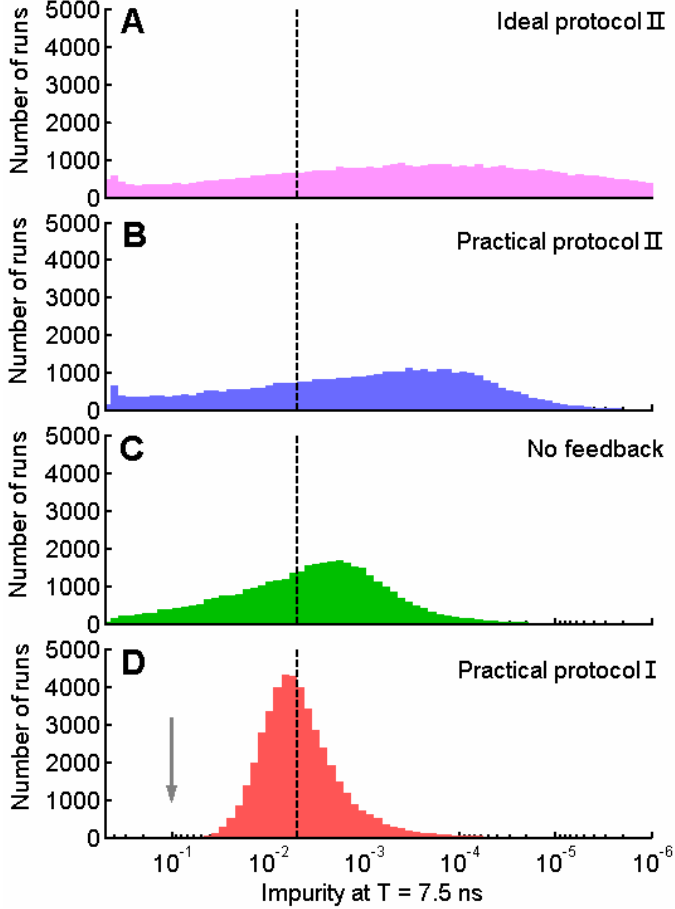 A
Ideal protocol II
Number of runs
5000
4000
3000
2000
1000
0
B
Practical protocol II
Number of runs
5000
4000
3000
2000
1000
0
C
No feedback
Number of runs
5000
4000
3000
2000
1000
0
D
Practical protocol I
Number of runs
5000
4000
3000
2000
1000
0
10⁻¹ 10⁻² 10⁻³ 10⁻⁴ 10⁻⁵ 10⁻⁶
Impurity at T = 7.5 ns